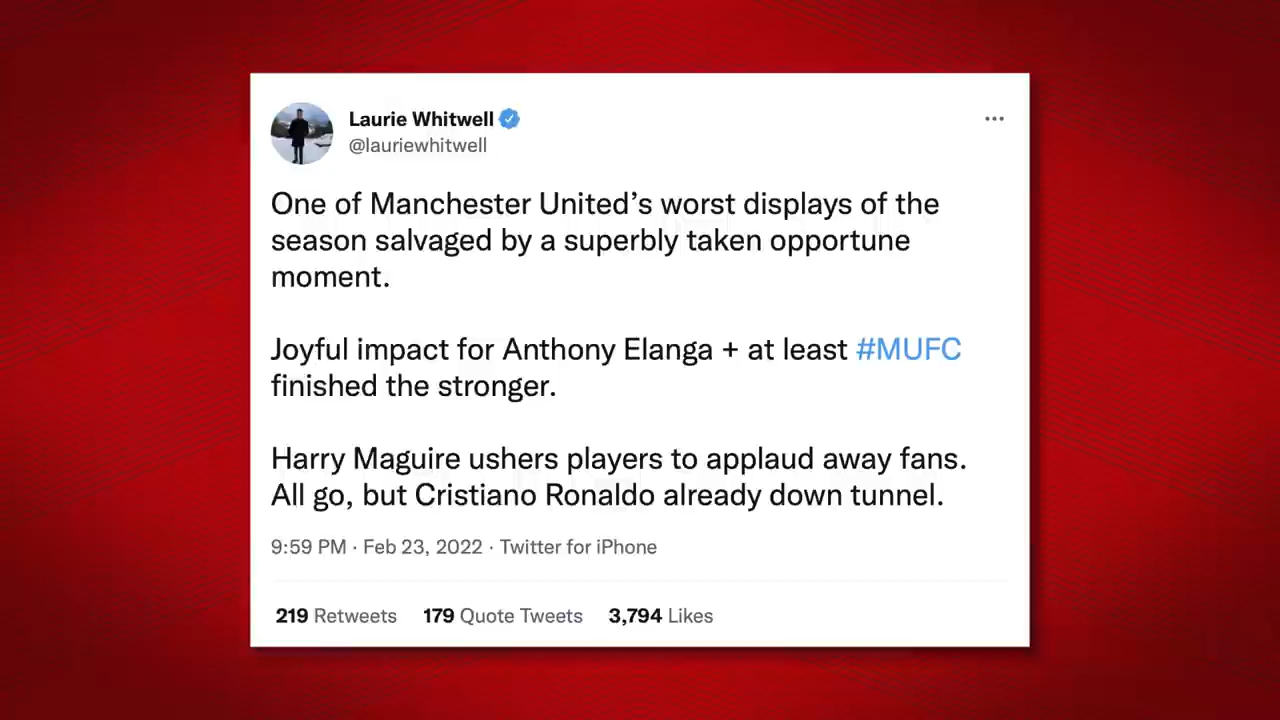 Laurie Whitwell
@lauriewhitwell
One of Manchester United’s worst displays of the
season salvaged by a superbly taken opportune
moment.
Joyful impact for Anthony Elanga + at least #MUFC
finished the stronger.
Harry Maguire ushers players to applaud away fans.
All go, but Cristiano Ronaldo already down tunnel.
9:59 PM · Feb 23, 2022 · Twitter for iPhone
219 Retweets 179 Quote Tweets 3,794 Likes